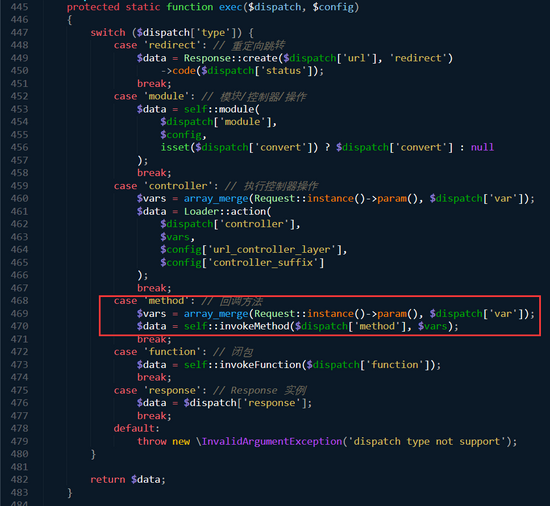 445 protected static function exec($dispatch, $config)
446 {
447 switch ($dispatch['type']) {
448 case 'redirect': // 重定向跳转
449 $data = Response::create($dispatch['url'], 'redirect')
450 ->code($dispatch['status']);
451 break;
452 case 'module': // 模块/控制器/操作
453 $data = self::module(
454 $dispatch['module'],
455 $config,
456 isset($dispatch['convert']) ? $dispatch['convert'] : null
457 );
458 break;
459 case 'controller': // 执行控制器操作
460 $vars = array_merge(Request::instance()->param(), $dispatch['var']);
461 $data = Loader::action(
462 $dispatch['controller'],
463 $vars,
464 $config['url_controller_layer'],
465 $config['controller_suffix']
466 );
467 break;
468 case 'method': // 回调方法
469 $vars = array_merge(Request::instance()->param(), $dispatch['var']);
470 $data = self::invokeMethod($dispatch['method'], $vars);
471 break;
472 case 'function': // 闭包
473 $data = self::invokeFunction($dispatch['function']);
474 break;
475 case 'response': // Response 实例
476 $data = $dispatch['response'];
477 break;
478 default:
479 throw new \InvalidArgumentException('dispatch type not support');
480 }
481
482 return $data;
483 }
484